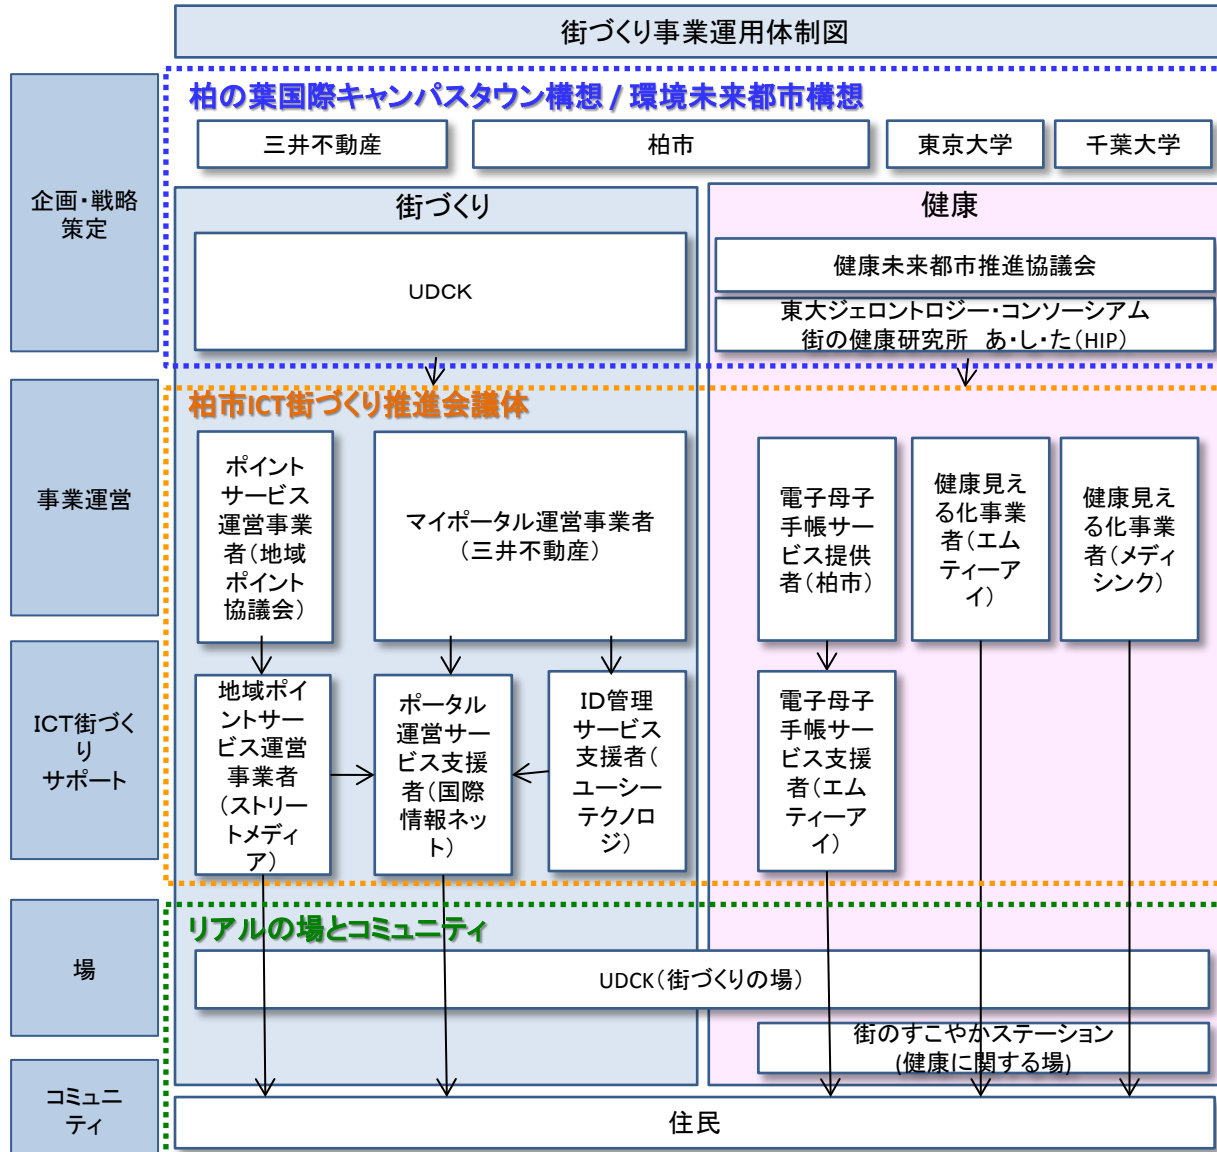 街づくり事業運用体制図
柏の葉国際キャンパスタウン構想 / 環境未来都市構想
三井不動産
柏市
東京大学
千葉大学
企画・戦略
策定
街づくり
健康
UDCK
健康未来都市推進協議会
東大ジェロントロジー・コンソーシアム
街の健康研究所 あ・し・た（HIP）
柏市ICT街づくり推進会議体
事業運営
ポイント
サービス
運営事業
者（地域
ポイント
協議会）
マイポータル運営事業者
（三井不動産）
電子母子
手帳サー
ビス提供
者（柏市）
健康見え
る化事業
者（エム
ティーア
イ）
健康見え
る化事業
者（メディ
シンク）
ICT街づく
り
サポート
地域ポイ
ントサー
ビス運営
事業者
（ストリー
トメディ
ア）
ポータル
運営サー
ビス支援
者（国際
情報ネッ
ト）
ID管理
サービス
支援者（
ユーシー
テクノロ
ジ）
電子母子
手帳サー
ビス支援
者（エム
ティーア
イ）
リアルの場とコミュニティ
場
UDCK（街づくりの場）
街のすこやかステーション
(健康に関する場)
コミュニ
ティ
住民